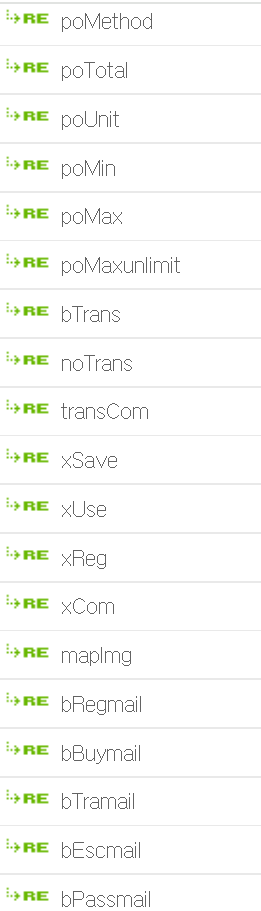 RE poMethod
RE poTotal
RE poUnit
RE poMin
RE poMax
RE poMaxunlimit
RE bTrans
RE noTrans
RE transCom
RE xSave
RE xUse
RE xReg
RE xCom
RE mapImg
RE bRegmail
RE bBuymail
RE bTramail
RE bEscmail
RE bPassmail